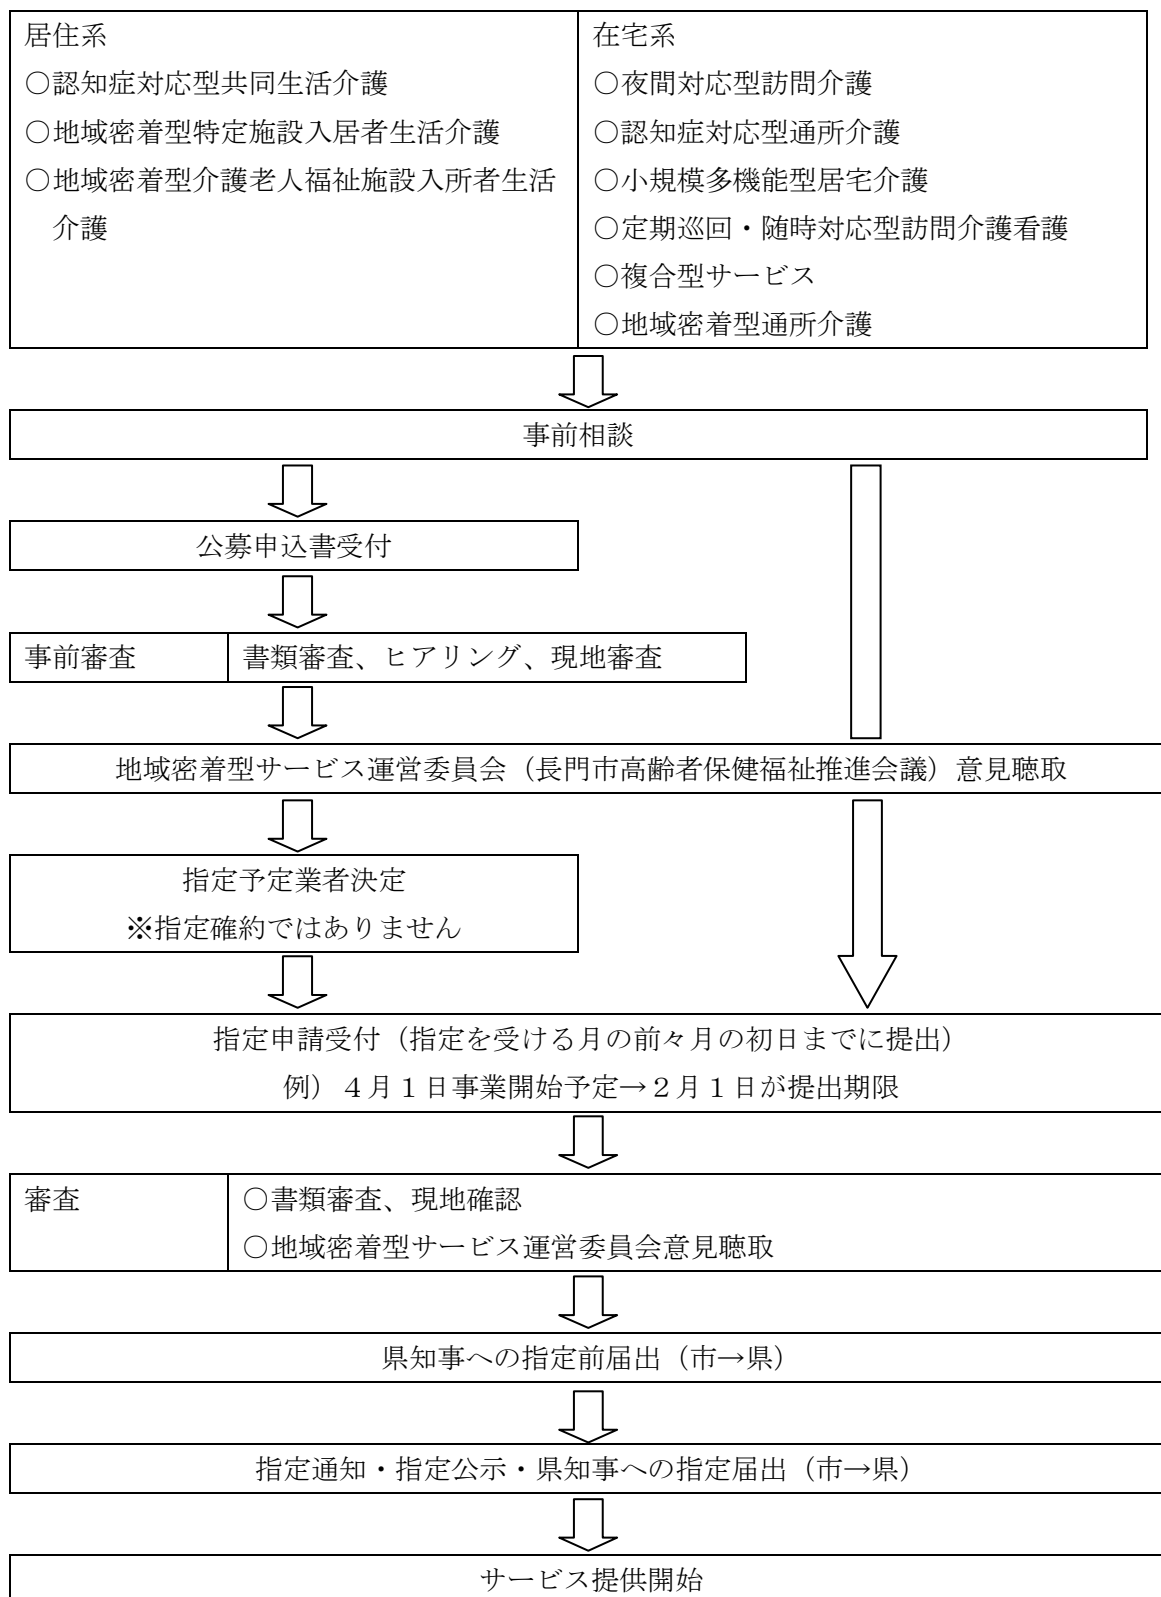 居住系
○認知症対応型共同生活介護
○地域密着型特定施設入居者生活介護
○地域密着型介護老人福祉施設入所者生活
介護
在宅系
○夜間対応型訪問介護
○認知症対応型通所介護
○小規模多機能型居宅介護
○定期巡回・随時対応型訪問介護看護
○複合型サービス
○地域密着型通所介護
事前相談
公募申込書受付
事前審査
書類審査、ヒアリング、現地審査
地域密着型サービス運営委員会（長門市高齢者保健福祉推進会議）意見聴取
指定予定業者決定
※指定確約ではありません
指定申請受付（指定を受ける月の前々月の初日までに提出）
例）４月１日事業開始予定→２月１日が提出期限
審査
○書類審査、現地確認
○地域密着型サービス運営委員会意見聴取
県知事への指定前届出（市→県）
指定通知・指定公示・県知事への指定届出（市→県）
サービス提供開始